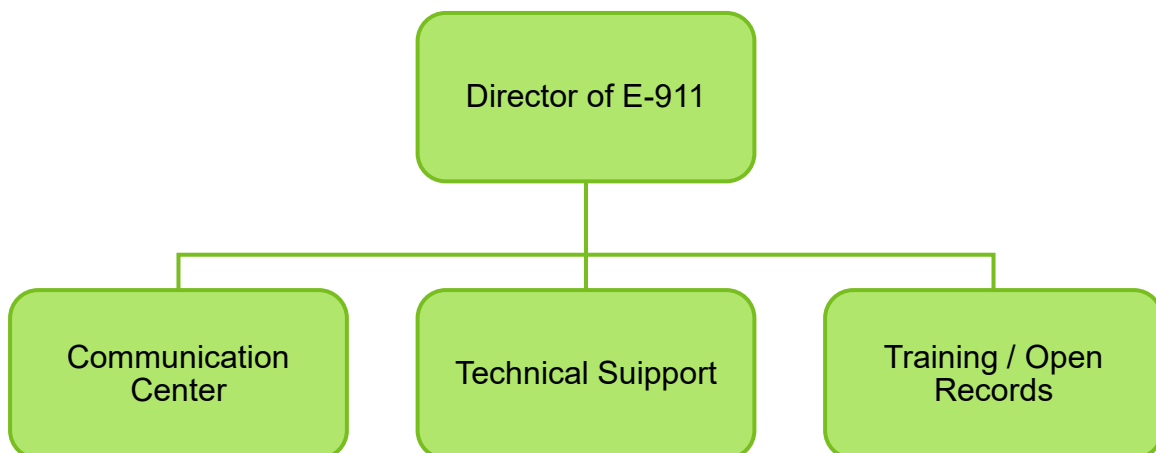 Director of E-911
Communication
Center
Technical Suipport
Training / Open
Records